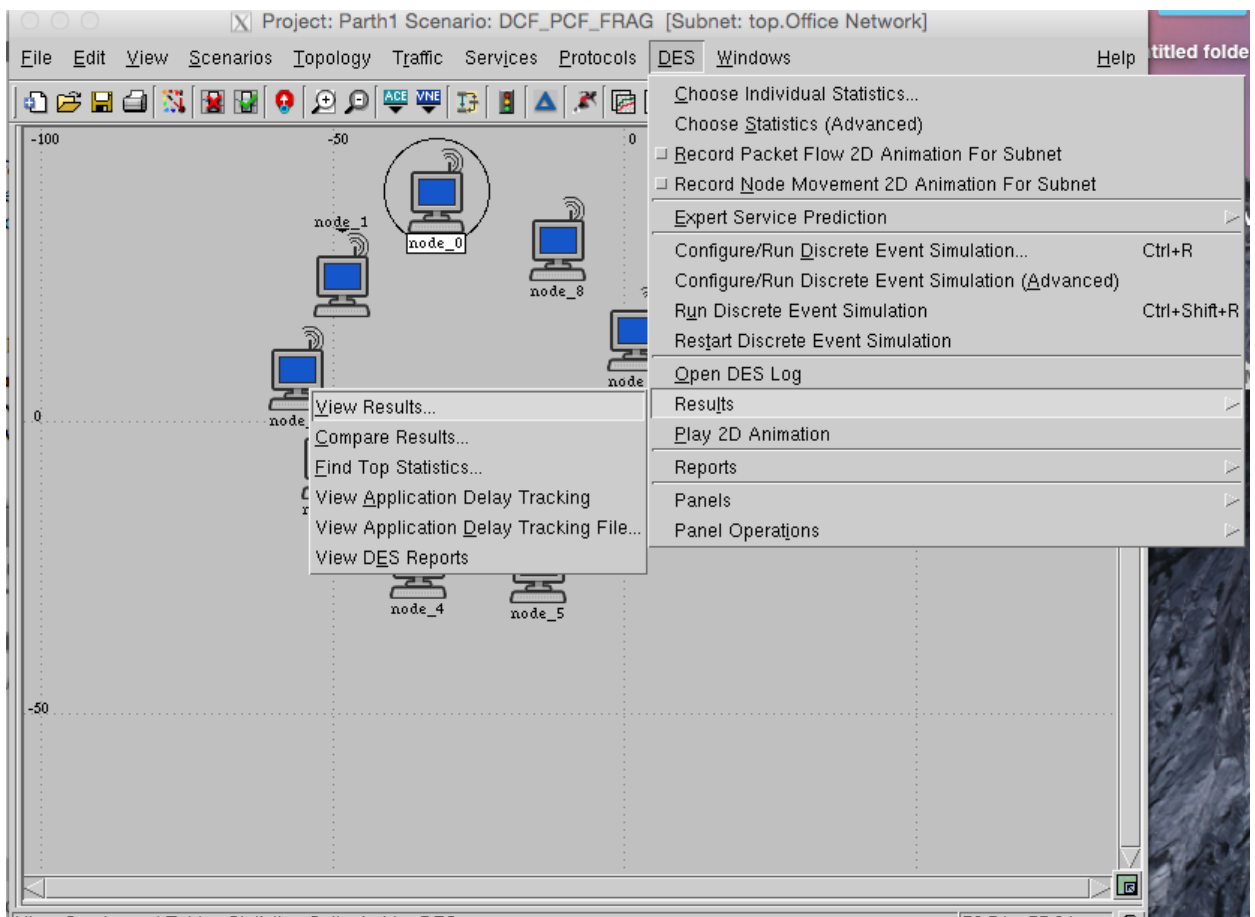 Project: Parth1 Scenario: DCF_PCF_FRAG [Subnet: top.Office Network]
File Edit View Scenarios Topology Traffic Services Protocols DES Windows Help
titled folde
ACE VNE
Choose Individual Statistics...
Choose Statistics (Advanced)
Record Packet Flow 2D Animation For Subnet
Record Node Movement 2D Animation For Subnet
Expert Service Prediction
Configure/Run Discrete Event Simulation... Ctrl+R
Configure/Run Discrete Event Simulation (Advanced)
Run Discrete Event Simulation Ctrl+Shift+R
Restart Discrete Event Simulation
Open DES Log
Results
Play 2D Animation
Reports
Panels
Panel Operations
-100 -50 0
node_1
node_0
node_8
node
0
node_
View Results...
Compare Results...
Find Top Statistics...
View Application Delay Tracking
View Application Delay Tracking File...
View DES Reports
node_4
node_5
-50